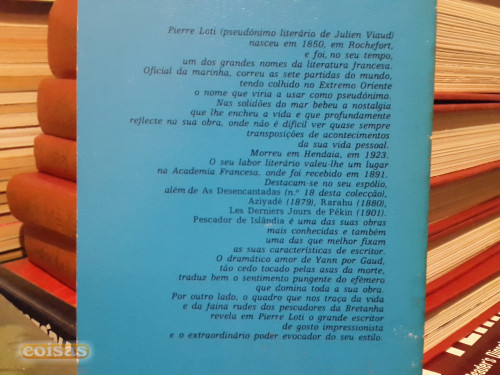 Pierre Loti (pseudónimo literário de Julien Viaud)
nasceu em 1850, em Rochefort,
e foi, no seu tempo,
um dos grandes nomes da literatura francesa.
Oficial da marinha, correu as sete partidas do mundo,
tendo colhido no Extremo Oriente
o nome que viria a usar como pseudónimo.
Nas solidões do mar bebeu a nostalgia
que lhe encheu a vida e que profundamente
reflecte na sua obra, onde não é difícil ver quase sempre
transposições de acontecimentos
da sua vida pessoal.
Morreu em Hendaia, em 1923.
O seu labor literário valeu-lhe um lugar
na Academia Francesa, onde foi recebido em 1891.
Destacam-se no seu espólio,
além de As Desencantadas (n.º 18 desta colecção),
Aziyadé (1879), Rarahu (1880),
Les Derniers Jours de Pékin (1901).
Pescador de Islândia é uma das suas obras
mais conhecidas e também
uma das que melhor fixam
as suas características de escritor.
O dramático amor de Yann por Gaud,
tão cedo tocado pelas asas da morte,
traduz bem o sentimento pungente do efémero
que domina toda a sua obra.
Por outro lado, o quadro que nos traça da vida
e da faina rudes dos pescadores da Bretanha
revela em Pierre Loti o grande escritor
de gosto impressionista
e o extraordinário poder evocador do seu estilo.
coisas